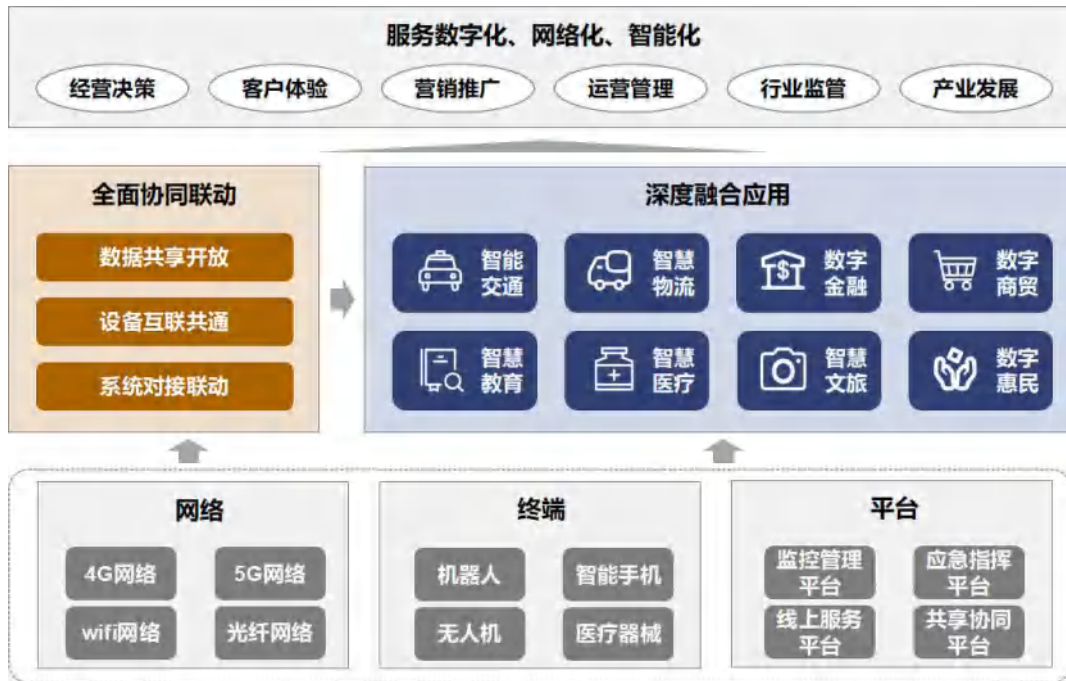 服务数字化、网络化、智能化
经营决策
客户体验
营销推广
运营管理
行业监管
产业发展
全面协同联动
数据共享开放
设备互联共通
系统对接联动
深度融合应用
智能
交通
智慧
物流
数字
金融
数字
商贸
智慧
教育
智慧
医疗
智慧
文旅
数字
惠民
网络
4G网络
5G网络
wifi网络
光纤网络
终端
机器人
智能手机
无人机
医疗器械
平台
监控管理
平台
应急指挥
平台
线上服务
平台
共享协同
平台